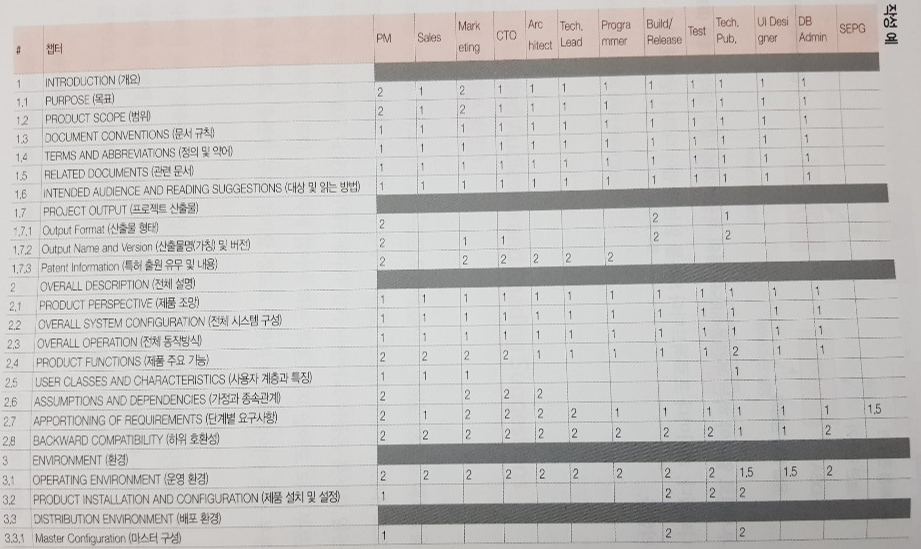 작성 예
# 챕터 PM Sales Mark eting CTO Arc hitect Tech. Lead Progra mmer Build/ Release Test Tech. Pub. UI Desi gner DB Admin SEPG
1 INTRODUCTION (개요)
1.1 PURPOSE (목표) 2 1 2 1 1 1 1 1 1 1 1 1
1.2 PRODUCT SCOPE (범위) 2 1 2 1 1 1 1 1 1 1 1 1
1.3 DOCUMENT CONVENTIONS (문서 규칙) 1 1 1 1 1 1 1 1 1 1 1 1
1.4 TERMS AND ABBREVIATIONS (정의 및 약어) 1 1 1 1 1 1 1 1 1 1 1 1
1.5 RELATED DOCUMENTS (관련 문서) 1 1 1 1 1 1 1 1 1 1 1 1
1.6 INTENDED AUDIENCE AND READING SUGGESTIONS (대상 및 읽는 방법) 1 1 1 1 1 1 1 1 1 1 1 1
1.7 PROJECT OUTPUT (프로젝트 산출물)
1.7.1 Output Format (산출물 형태) 2 2 1
1.7.2 Output Name and Version (산출물명(가칭) 및 버전) 2 1 1 2 2
1.7.3 Patent Information (특허 출원 유무 및 내용) 2 2 2 2 2 2
2 OVERALL DESCRIPTION (전체 설명)
2.1 PRODUCT PERSPECTIVE (제품 조망) 1 1 1 1 1 1 1 1 1 1 1 1
2.2 OVERALL SYSTEM CONFIGURATION (전체 시스템 구성) 1 1 1 1 1 1 1 1 1 1 1 1
2.3 OVERALL OPERATION (전체 동작방식) 1 1 1 1 1 1 1 1 1 1 1 1
2.4 PRODUCT FUNCTIONS (제품 주요 기능) 2 2 2 2 1 1 1 1 1 2 1 1
2.5 USER CLASSES AND CHARACTERISTICS (사용자 계층과 특징) 1 1 1 1
2.6 ASSUMPTIONS AND DEPENDENCIES (가정과 종속관계) 2 2 2 2
2.7 APPORTIONING OF REQUIREMENTS (단계별 요구사항) 2 1 2 2 2 2 1 1 1 1 1 1 1.5
2.8 BACKWARD COMPATIBILITY (하위 호환성) 2 2 2 2 2 2 2 2 2 1 1 2
3 ENVIRONMENT (환경)
3.1 OPERATING ENVIRONMENT (운영 환경) 2 2 2 2 2 2 2 2 2 1.5 1.5 2
3.2 PRODUCT INSTALLATION AND CONFIGURATION (제품 설치 및 설정) 1 2 2 2
3.3 DISTRIBUTION ENVIRONMENT (배포 환경)
3.3.1 Master Configuration (마스터 구성) 1 2 2